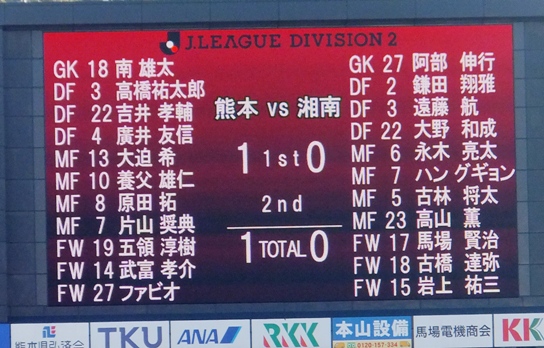 J.LEAGUE DIVISION 2
GK 18 南 雄太
DF 3 高橋祐太郎
DF 22 吉井 孝輔
DF 4 廣井 友信
MF 13 大迫 希
MF 10 養父 雄仁
MF 8 原田 拓
MF 7 片山 奨典
FW 19 五領 淳樹
FW 14 武富 孝介
FW 27 ファビオ
熊本 vs 湘南
1 1st 0
2nd
1 TOTAL 0
GK 27 阿部 伸行
DF 2 鎌田 翔雅
DF 3 遠藤 航
DF 22 大野 和成
MF 6 永木 亮太
MF 7 ハン グギョン
MF 5 古林 将太
MF 23 高山 薫
FW 17 馬場 賢治
FW 18 古橋 達弥
FW 15 岩上 祐三
TKU
ANA
RKK
本山設備
0120-157-334
馬場電機商会
KK